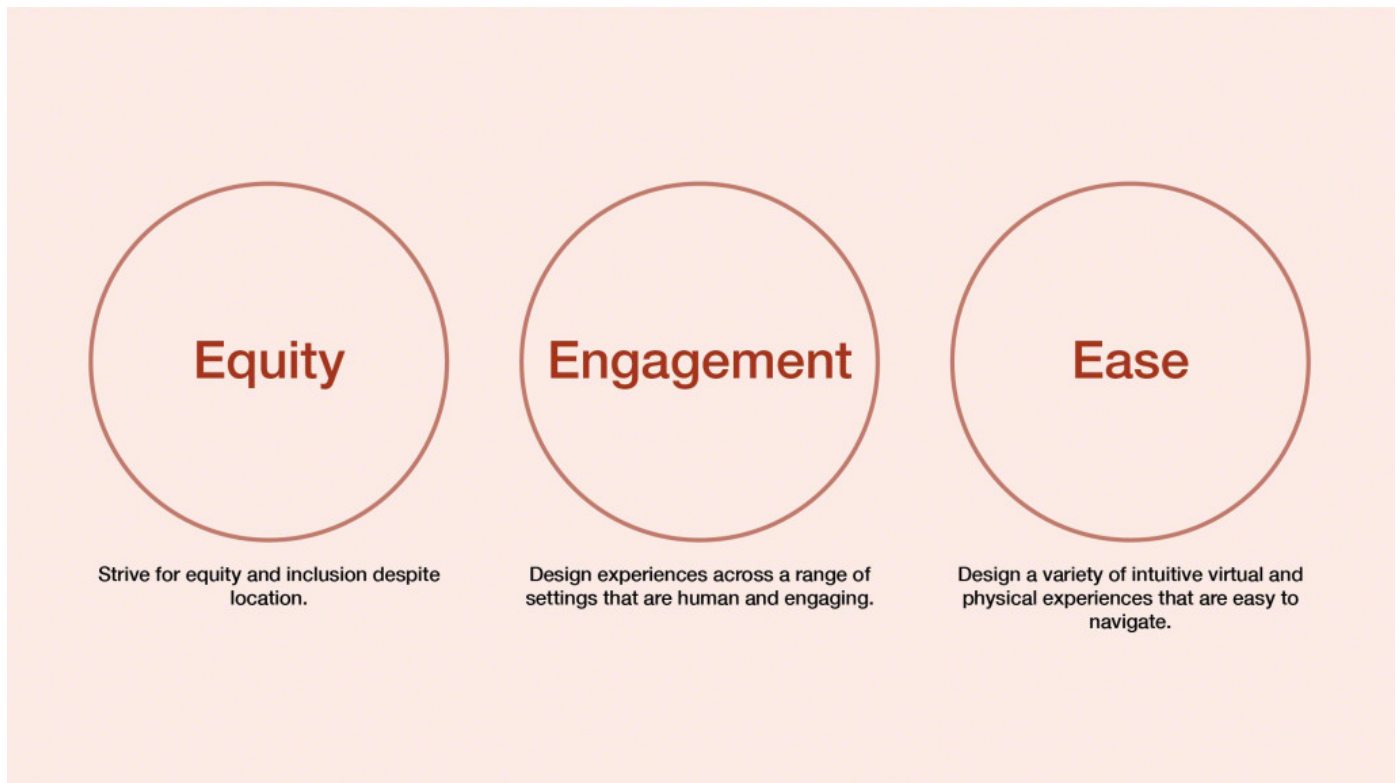 Equity
Strive for equity and inclusion despite
location.
Engagement
Design experiences across a range of
settings that are human and engaging.
Ease
Design a variety of intuitive virtual and
physical experiences that are easy to
navigate.